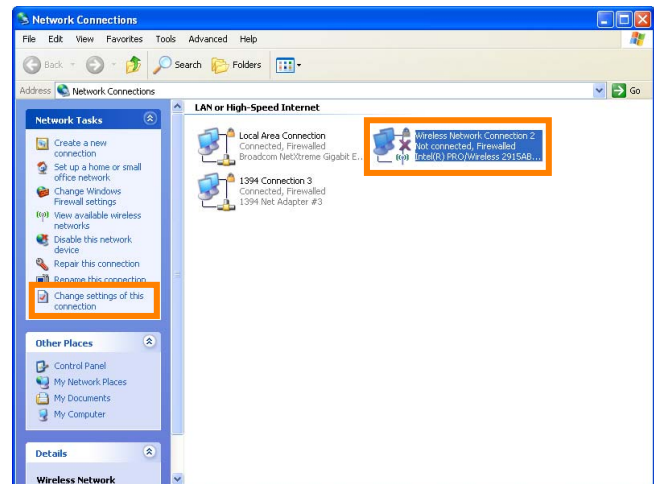 Network Connections
File Edit View Favorites Tools Advanced Help
Back Search Folders
Address Network Connections Go
Network Tasks
Create a new
connection
Set up a home or small
office network
Change Windows
Firewall settings
View available wireless
networks
Disable this network
device
Repair this connection
Rename this connection
Change settings of this
connection
Other Places
Control Panel
My Network Places
My Documents
My Computer
Details
Wireless Network
LAN or High-Speed Internet
Local Area Connection
Connected, Firewalled
Broadcom NetXtreme Gigabit E...
Wireless Network Connection 2
Not connected, Firewalled
Intel(R) PRO/Wireless 2915AB...
1394 Connection 3
Connected, Firewalled
1394 Net Adapter #3